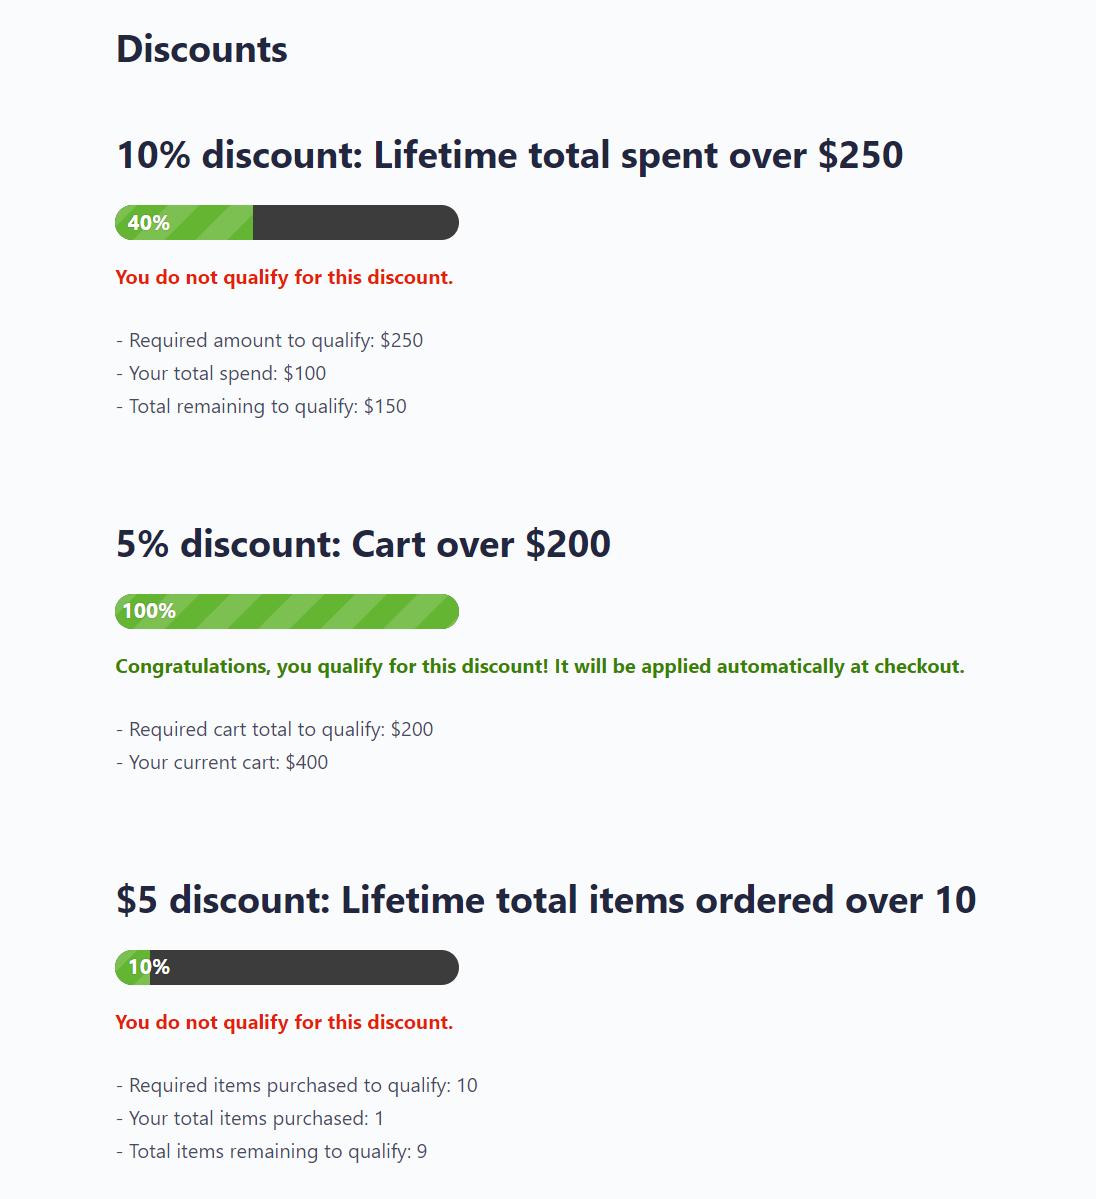 Discounts
10% discount: Lifetime total spent over $250
40%
You do not qualify for this discount.
- Required amount to qualify: $250
- Your total spend: $100
- Total remaining to qualify: $150
5% discount: Cart over $200
100%
Congratulations, you qualify for this discount! It will be applied automatically at checkout.
- Required cart total to qualify: $200
- Your current cart: $400
$5 discount: Lifetime total items ordered over 10
10%
You do not qualify for this discount.
- Required items purchased to qualify: 10
- Your total items purchased: 1
- Total items remaining to qualify: 9